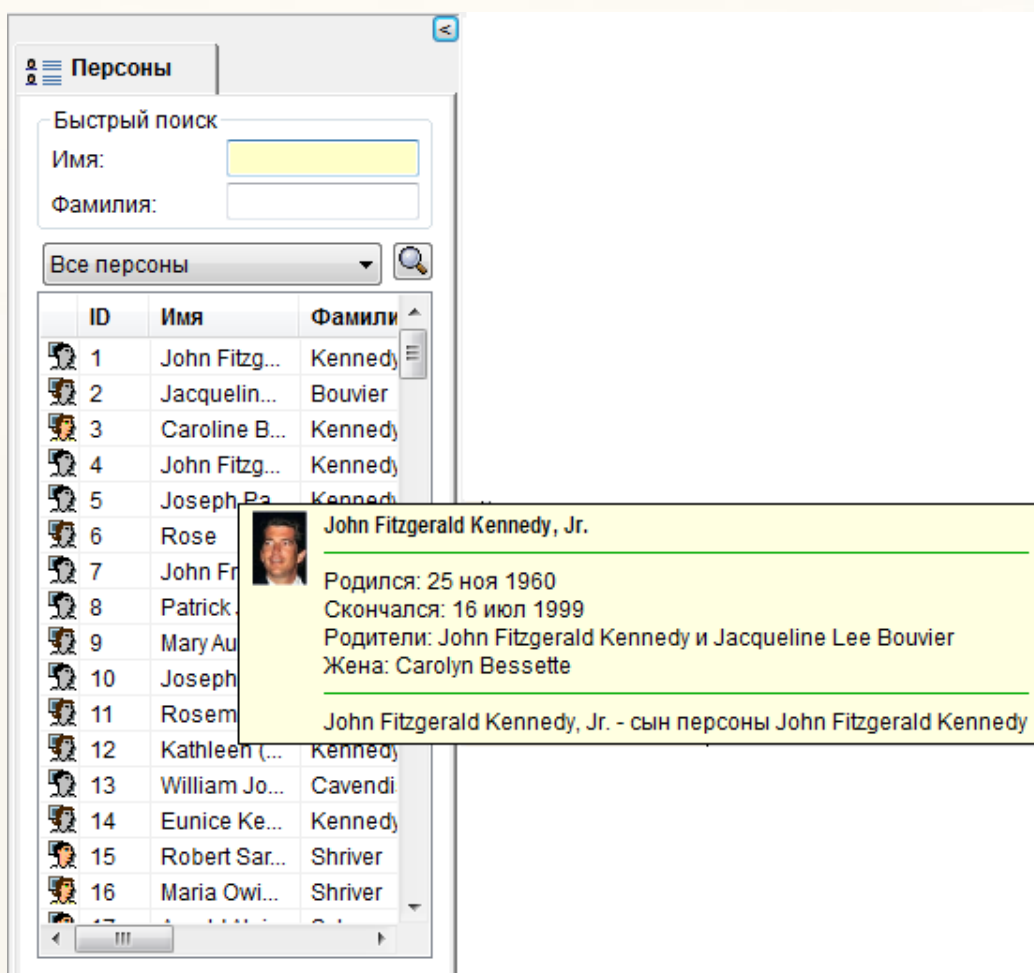 Персоны
Быстрый поиск
Имя:
Фамилия:
Все персоны
ID Имя Фамили
1 John Fitzg... Kennedy
2 Jacquelin... Bouvier
3 Caroline B... Kennedy
4 John Fitzg... Kennedy
5 Joseph Pa... Kennedy
6 Rose
7 John Fr
8 Patrick
9 Mary Au
10 Joseph
11 Rosem
12 Kathleen (... Kennedy
13 William Jo... Cavendi
14 Eunice Ke... Kennedy
15 Robert Sar... Shriver
16 Maria Owi... Shriver
John Fitzgerald Kennedy, Jr.
Родился: 25 ноя 1960
Скончался: 16 июл 1999
Родители: John Fitzgerald Kennedy и Jacqueline Lee Bouvier
Жена: Carolyn Bessette
John Fitzgerald Kennedy, Jr. - сын персоны John Fitzgerald Kennedy